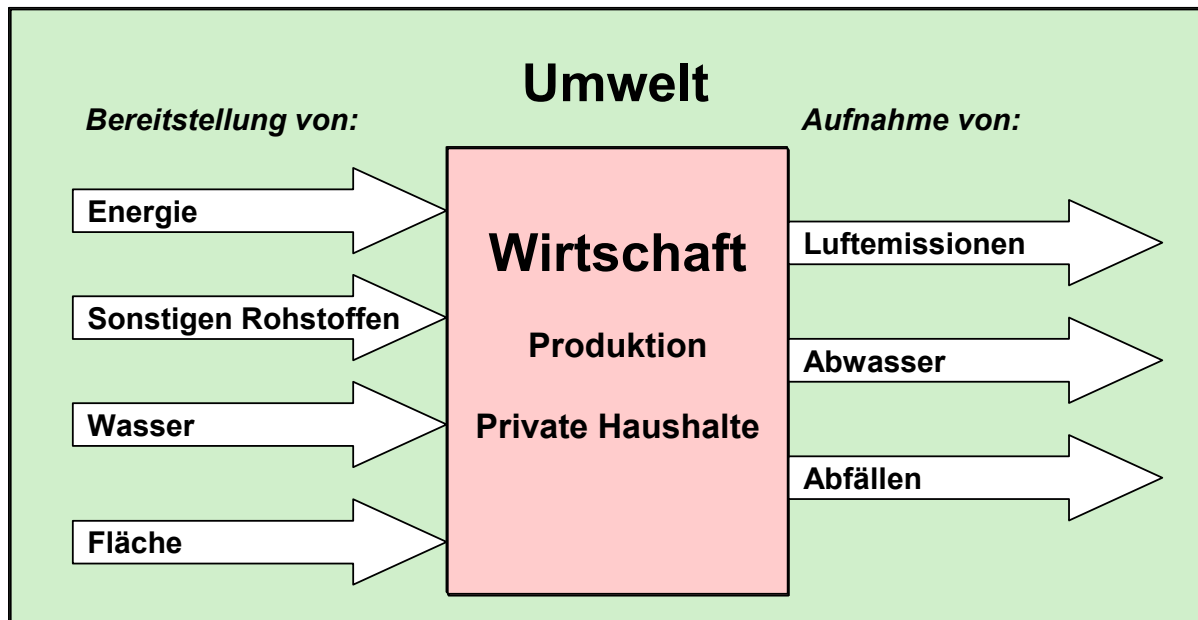 Umwelt
Bereitstellung von:
Energie
Sonstigen Rohstoffen
Wasser
Fläche
Wirtschaft
Produktion
Private Haushalte
Aufnahme von:
Luftemissionen
Abwasser
Abfällen